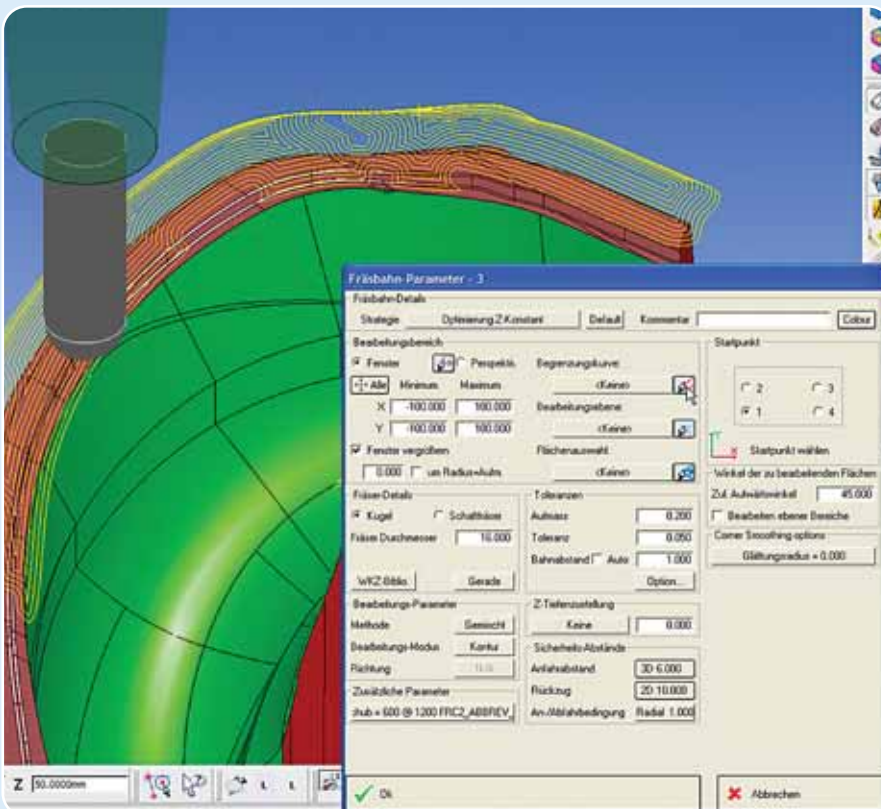 Fräsbahn-Parameter - 3
Fräsbahn-Details
Strategie Optimierung Z-Konstant Default Kommentar Colour
Bearbeitungsbereich
Fenster Perspektiv.
Alle Minimum Maximum
X -100.000 100.000
Y -100.000 100.000
Fenster vergrößern
0.000 um Radius+Aufm.
Begrenzungskurve
<Keine>
Bearbeitungsebene
<Keine>
Flächenauswahl
<Keine>
Startpunkt
2 3
1 4
Y
X
Startpunkt wählen
Winkel der zu bearbeitenden Flächen
Zul. Aufwärtswinkel 45.000
Bearbeiten ebener Bereiche
Corner Smoothing options
Glättungsradius = 0.000
Fräser-Details
Kugel Schaftfräser
Fräser Durchmesser 16.000
WKZ-Biblio. Gerade
Toleranzen
Aufmass 0.200
Toleranz 0.050
Bahnabstand Auto 1.000
Option...
Bearbeitungs-Parameter
Methode Gemischt
Bearbeitungs-Modus Kontur
Richtung
Z-Tiefenzustellung
Keine 0.000
Sicherheits-Abstände
Anfahrabstand 3D 6.000
Rückzug 2D 10.000
An-/Abfahrbedingung Radial 1.000
Zusätzliche Parameter
chub = 600 @ 1200 FRC2_ABBREV_
Z 50.0000mm
Ok
Abbrechen